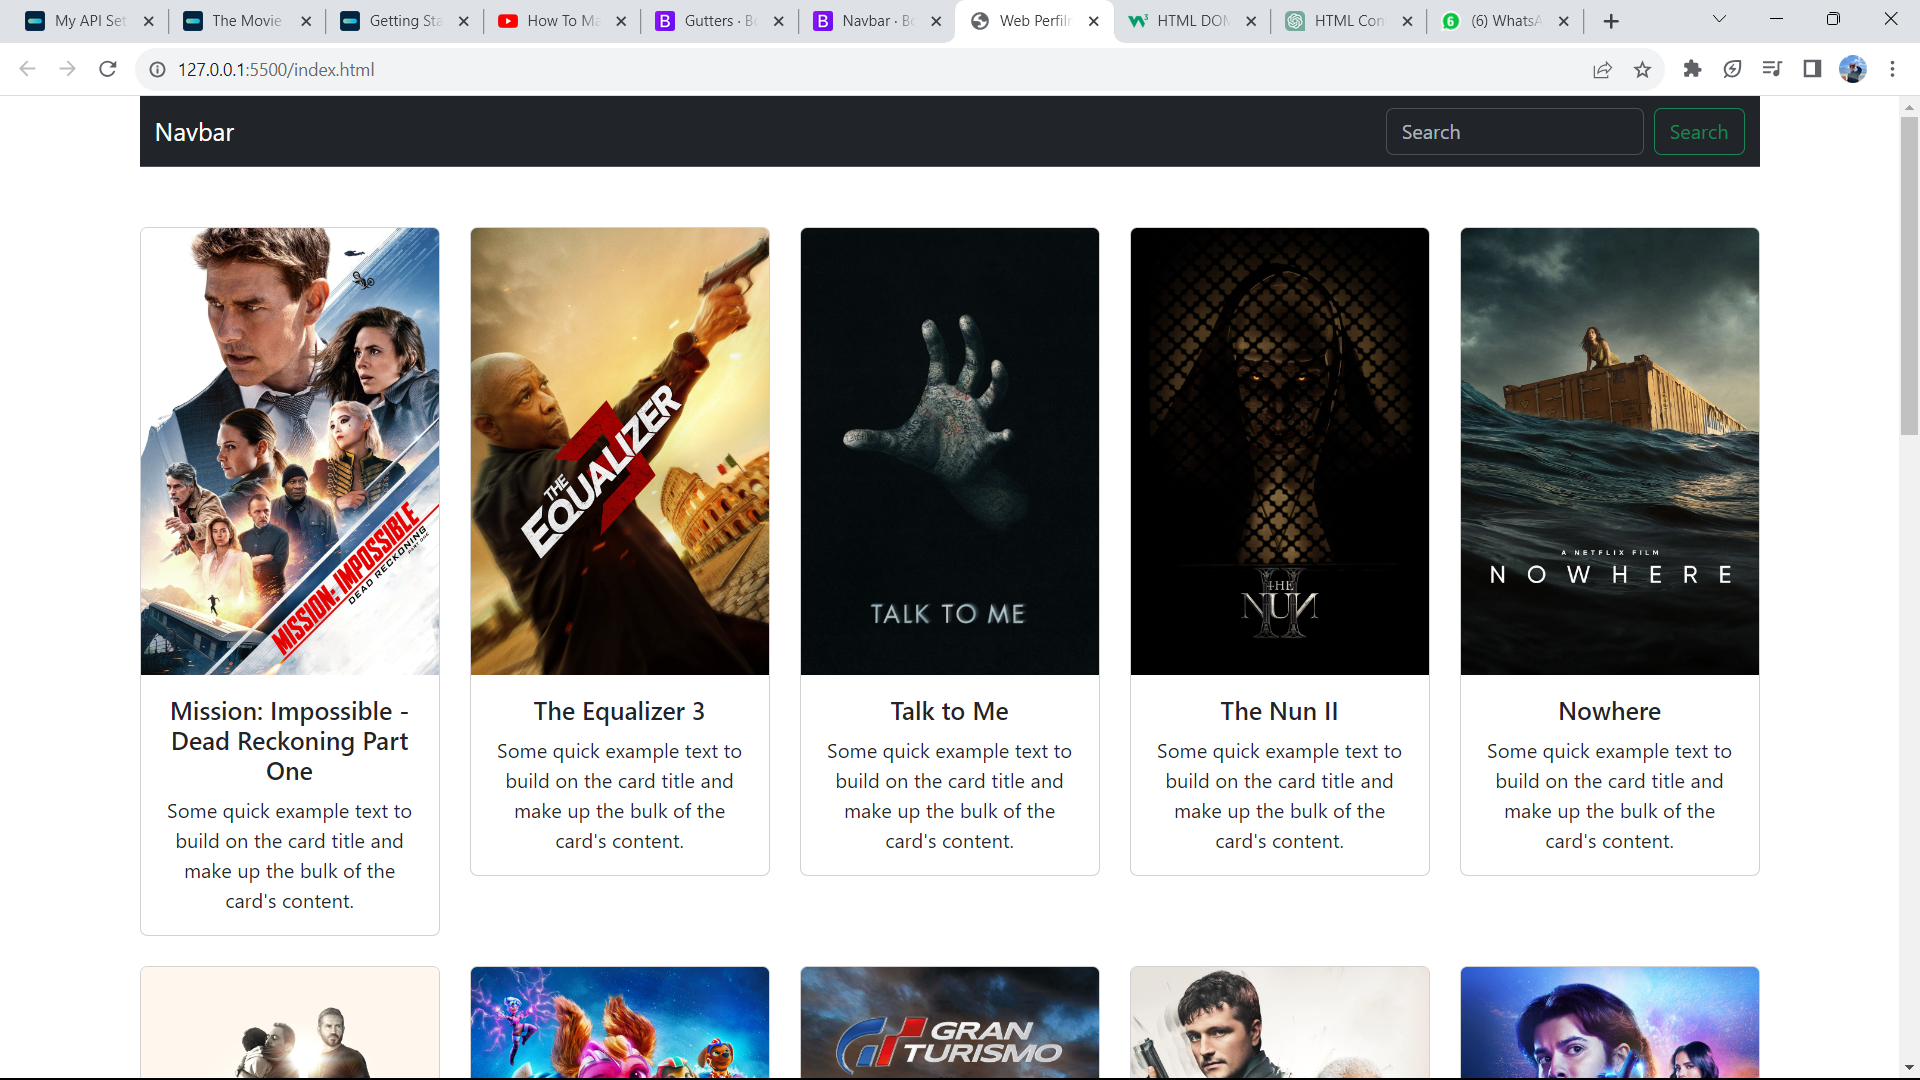 My API Set
The Movie
Getting Sta
How To Ma
Gutters · Bo
Navbar · Bo
Web Perfilm
HTML DOM
HTML Con
(6) WhatsA
127.0.0.1:5500/index.html
Navbar
Search
Search
MISSION: IMPOSSIBLE
DEAD RECKONING
PART ONE
THE
EQUALIZER
3
TALK TO ME
THE
NUN
II
A NETFLIX FILM
NOWHERE
Mission: Impossible -
Dead Reckoning Part
One
Some quick example text to
build on the card title and
make up the bulk of the
card's content.
The Equalizer 3
Some quick example text to
build on the card title and
make up the bulk of the
card's content.
Talk to Me
Some quick example text to
build on the card title and
make up the bulk of the
card's content.
The Nun II
Some quick example text to
build on the card title and
make up the bulk of the
card's content.
Nowhere
Some quick example text to
build on the card title and
make up the bulk of the
card's content.
GRAN
TURISMO